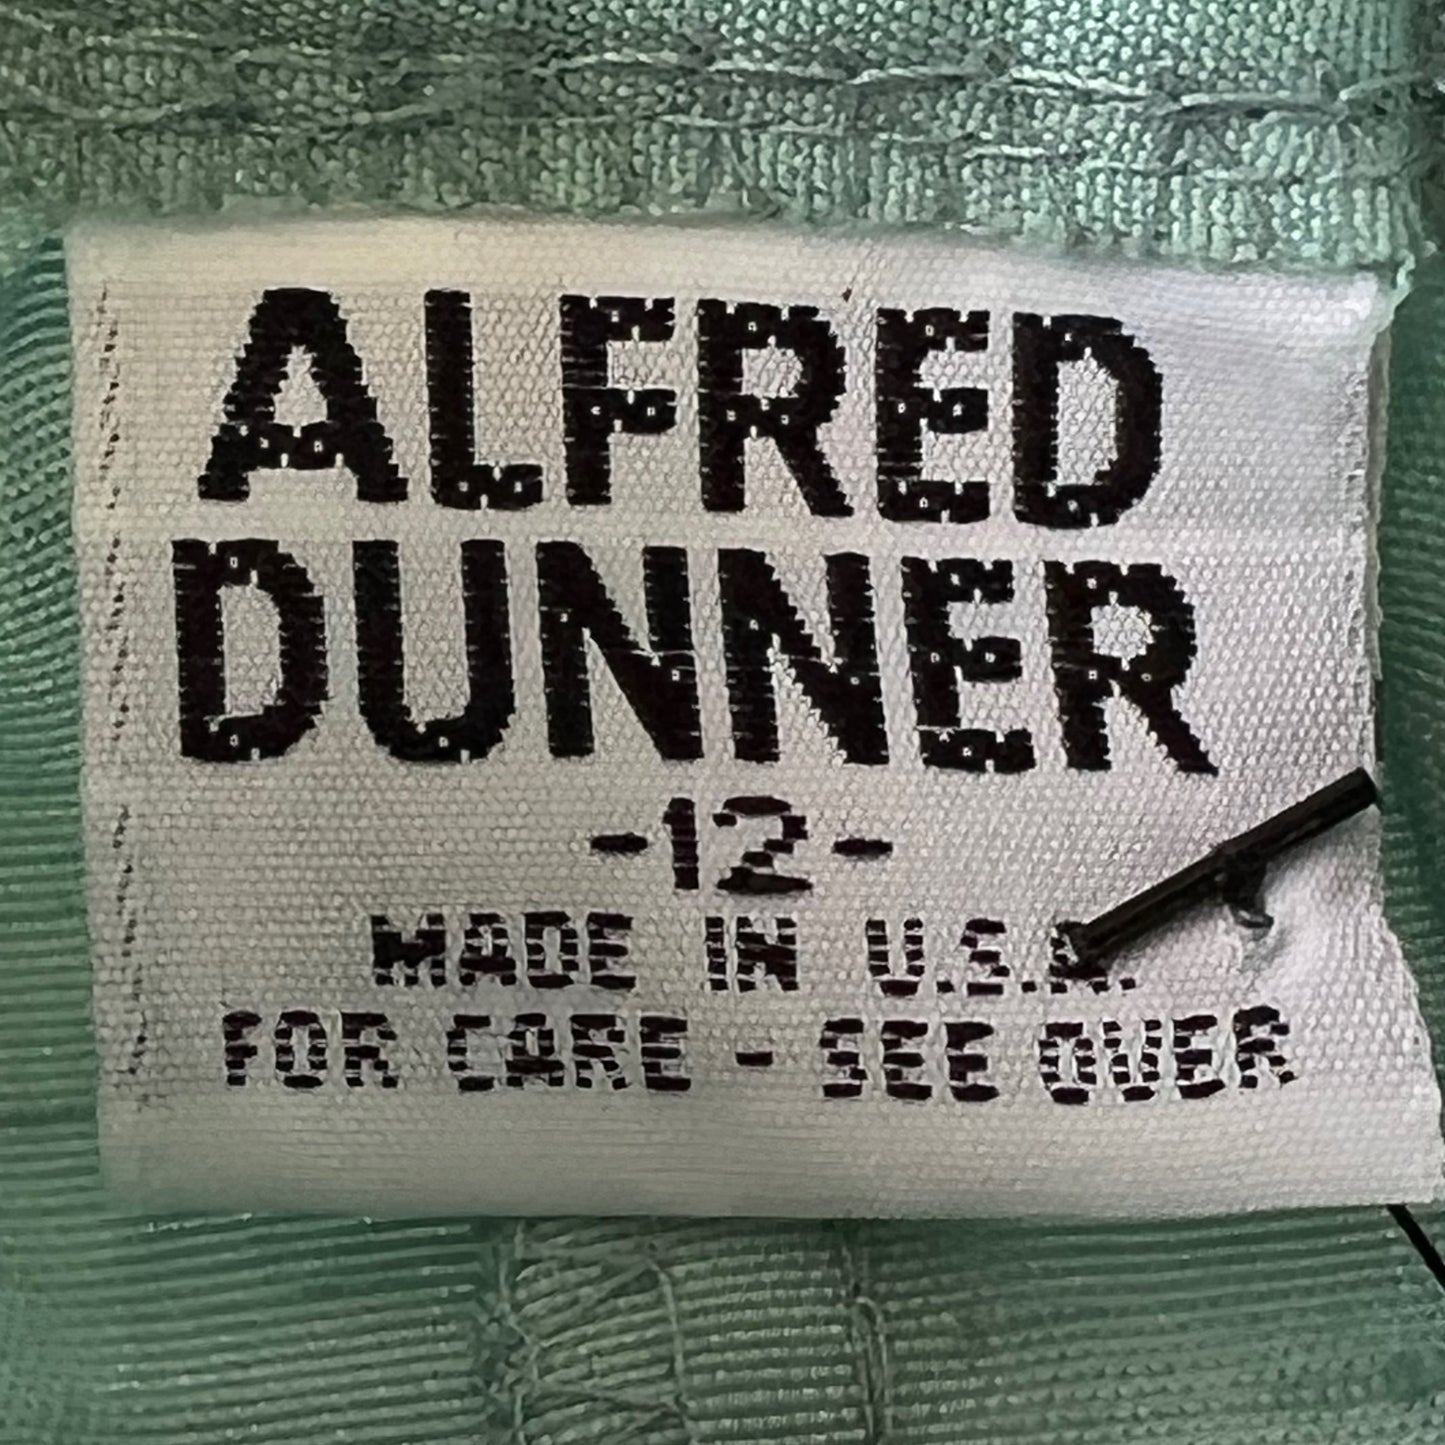 ALFRED
DUNNER
-12-
MADE IN U.S.A.
FOR CARE - SEE OVER